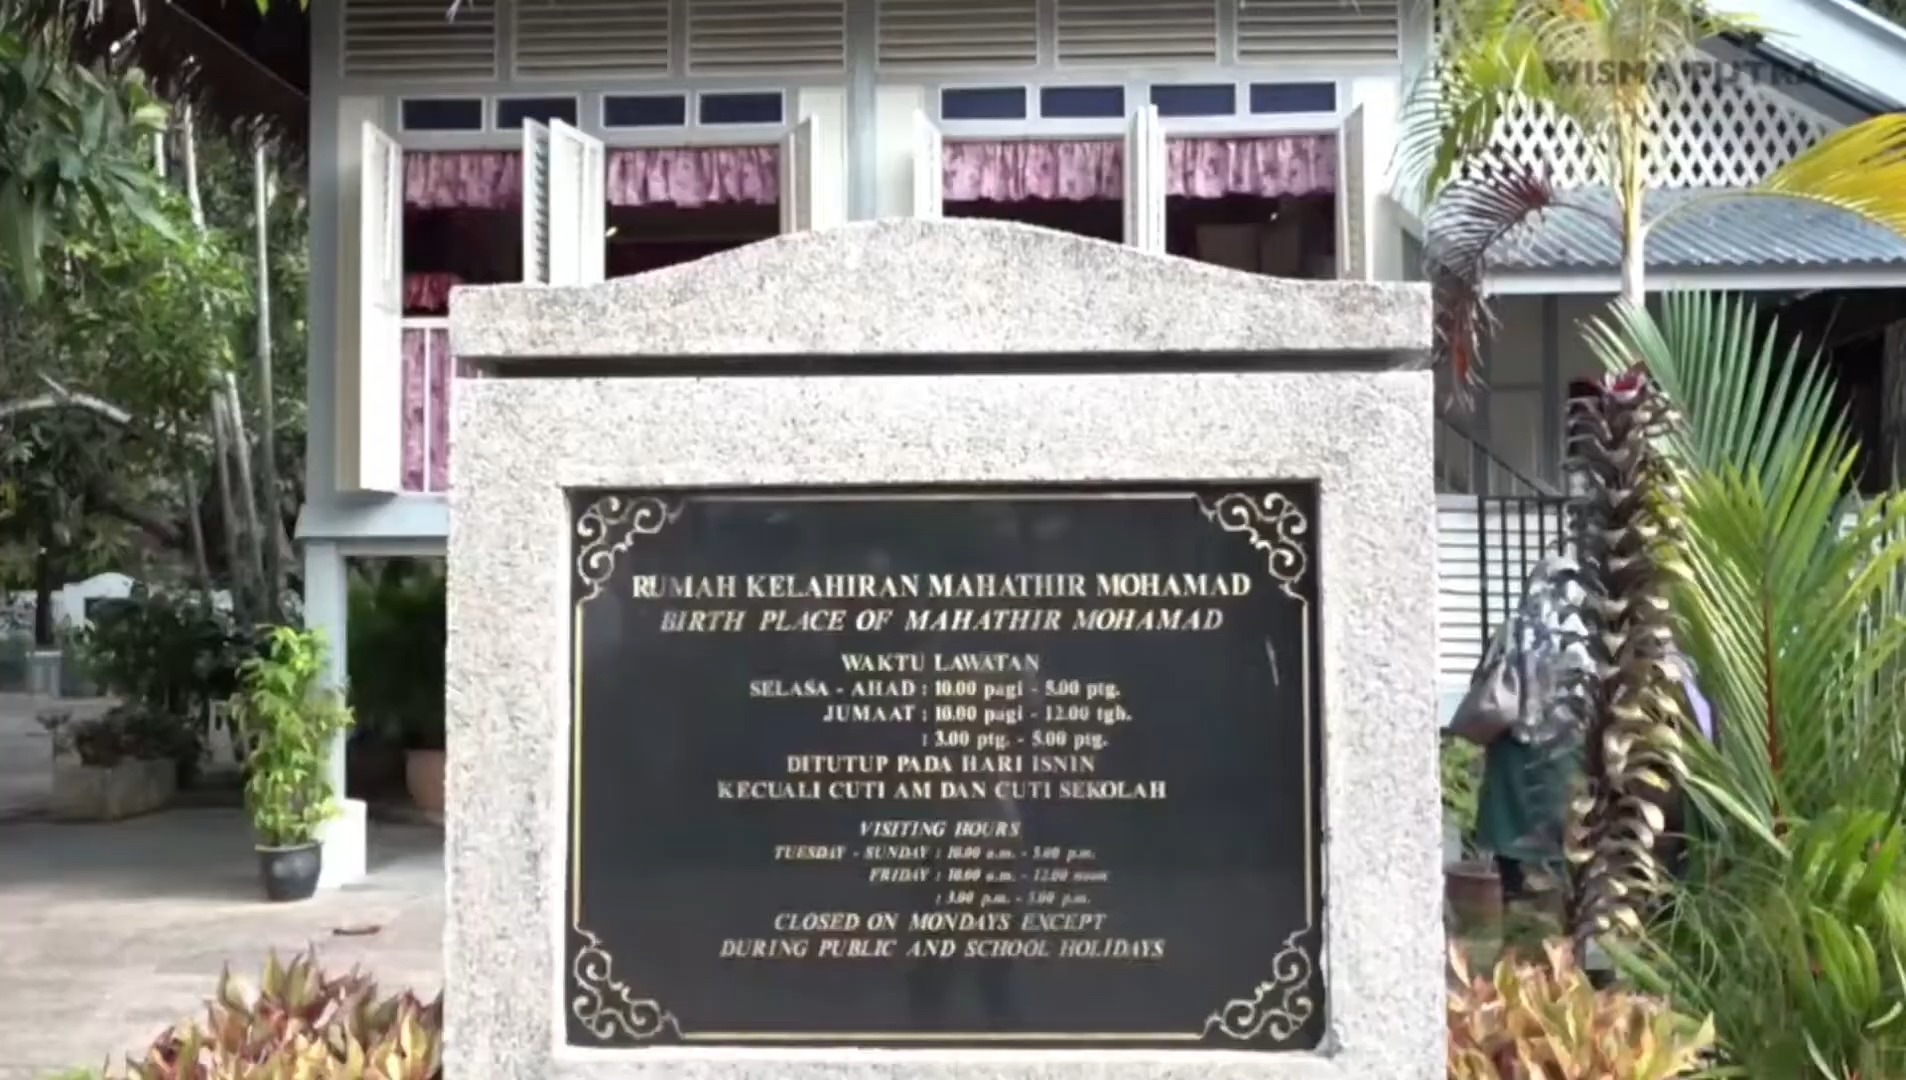 WISMA PUTRA
RUMAH KELAHIRAN MAHATHIR MOHAMAD
BIRTH PLACE OF MAHATHIR MOHAMAD
WAKTU LAWATAN
SELASA - AHAD : 10.00 pagi - 5.00 ptg.
JUMAAT : 10.00 pagi - 12.00 tgh.
: 3.00 ptg. - 5.00 ptg.
DITUTUP PADA HARI ISNIN
KECUALI CUTI AM DAN CUTI SEKOLAH
VISITING HOURS
TUESDAY - SUNDAY : 10.00 a.m. - 5.00 p.m.
FRIDAY : 10.00 a.m. - 12.00 noon
: 3.00 p.m. - 5.00 p.m.
CLOSED ON MONDAYS EXCEPT
DURING PUBLIC AND SCHOOL HOLIDAYS